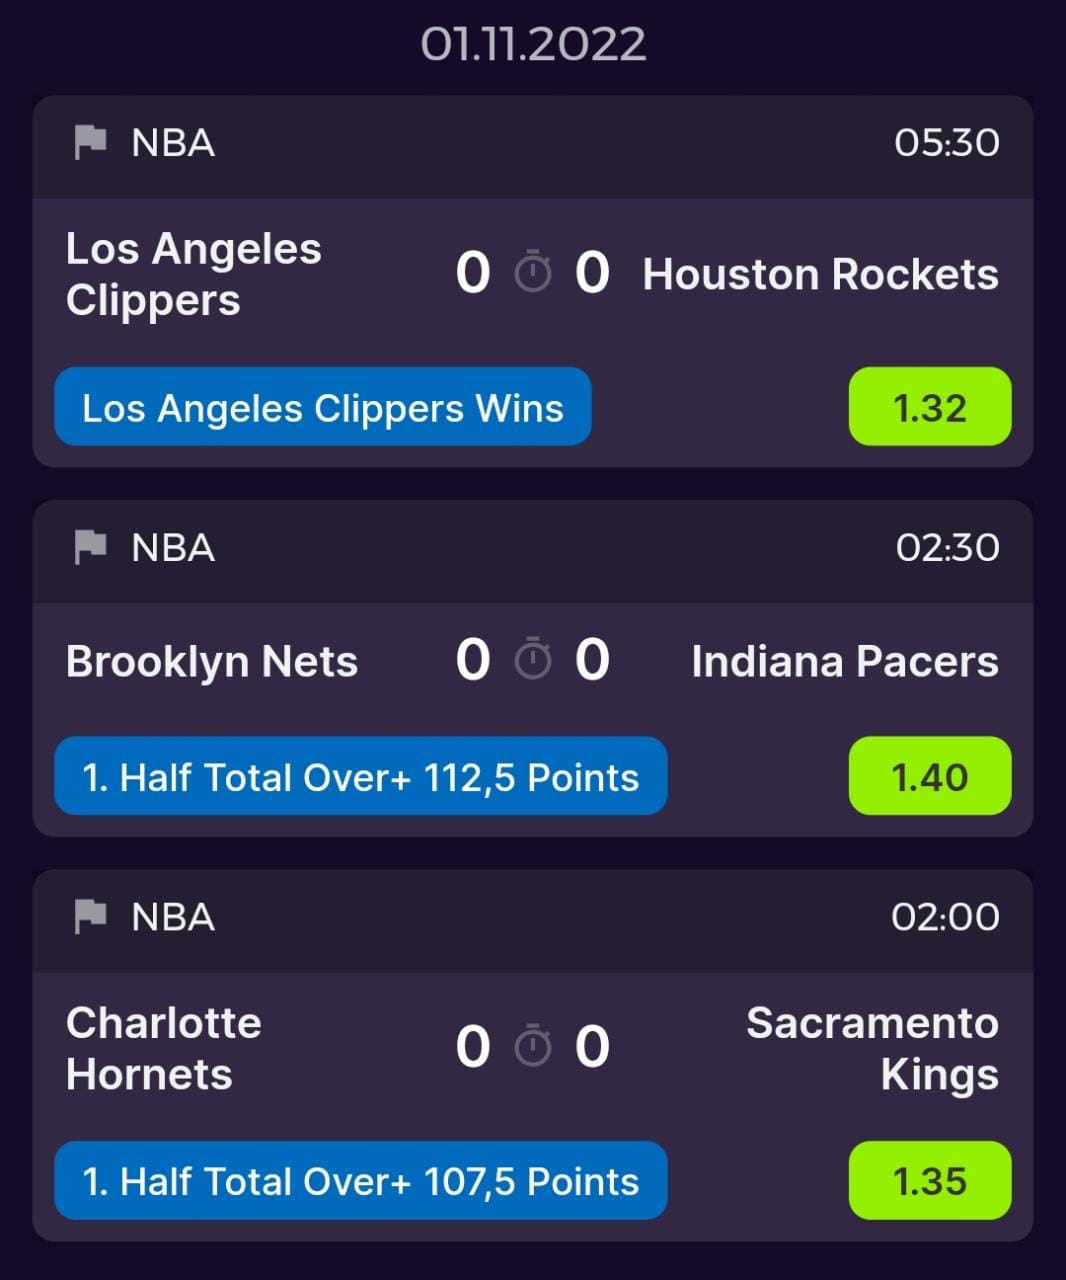 01.11.2022
NBA 05:30
Los Angeles
Clippers
0 0 Houston Rockets
Los Angeles Clippers Wins 1.32
NBA 02:30
Brooklyn Nets 0 0 Indiana Pacers
1. Half Total Over+ 112,5 Points 1.40
NBA 02:00
Charlotte
Hornets
0 0
Sacramento
Kings
1. Half Total Over+ 107,5 Points 1.35